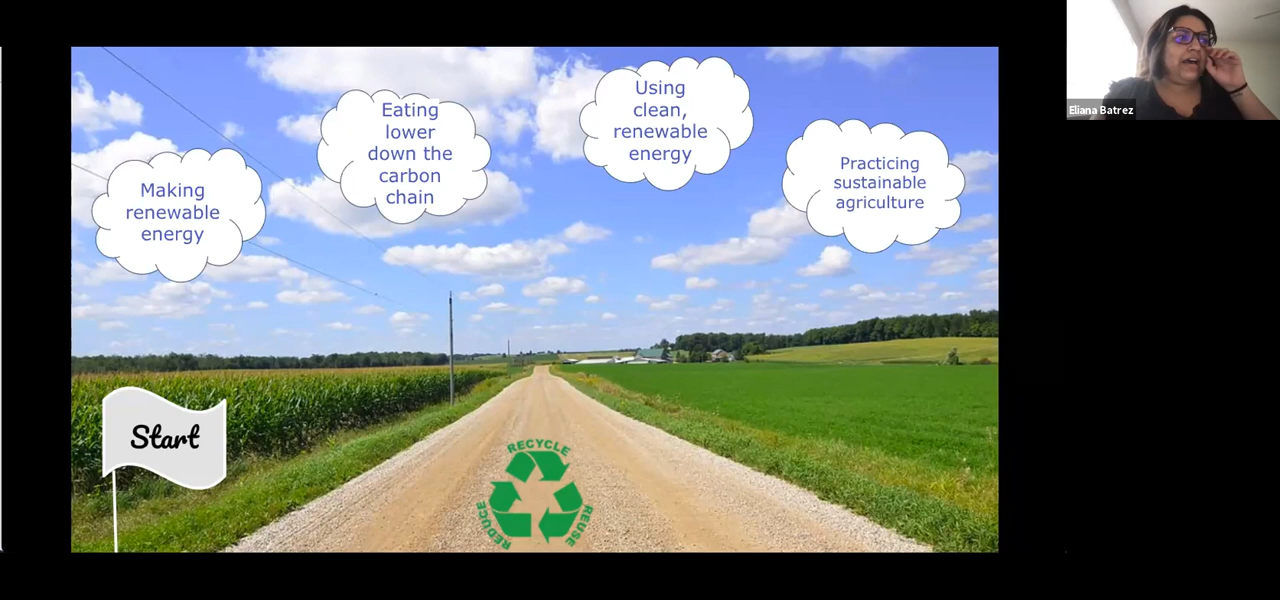 Making
renewable
energy
Eating
lower
down the
carbon
chain
Using
clean,
renewable
energy
Practicing
sustainable
agriculture
Start
RECYCLE
REDUCE
REUSE
Eliana Batrez